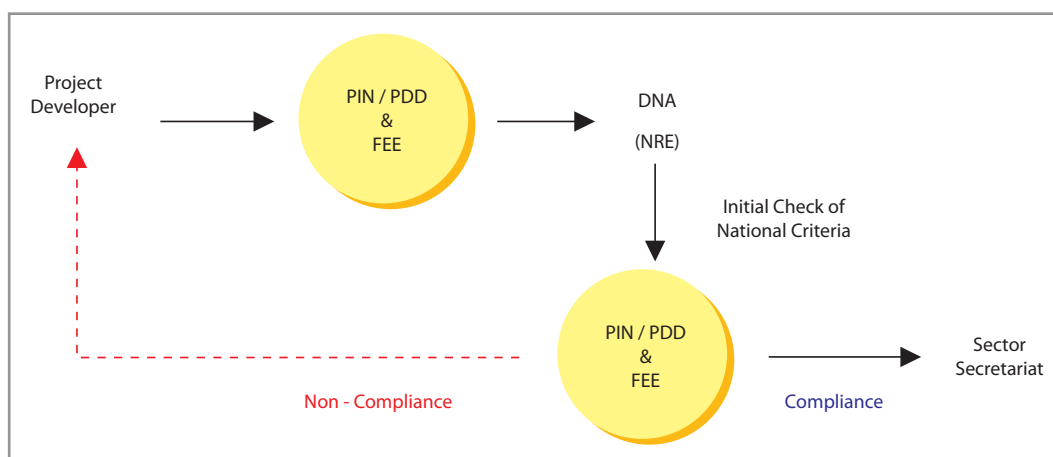 Project
Developer
PIN / PDD
&
FEE
DNA
(NRE)
Initial Check of
National Criteria
PIN / PDD
&
FEE
Sector
Secretariat
Non - Compliance
Compliance